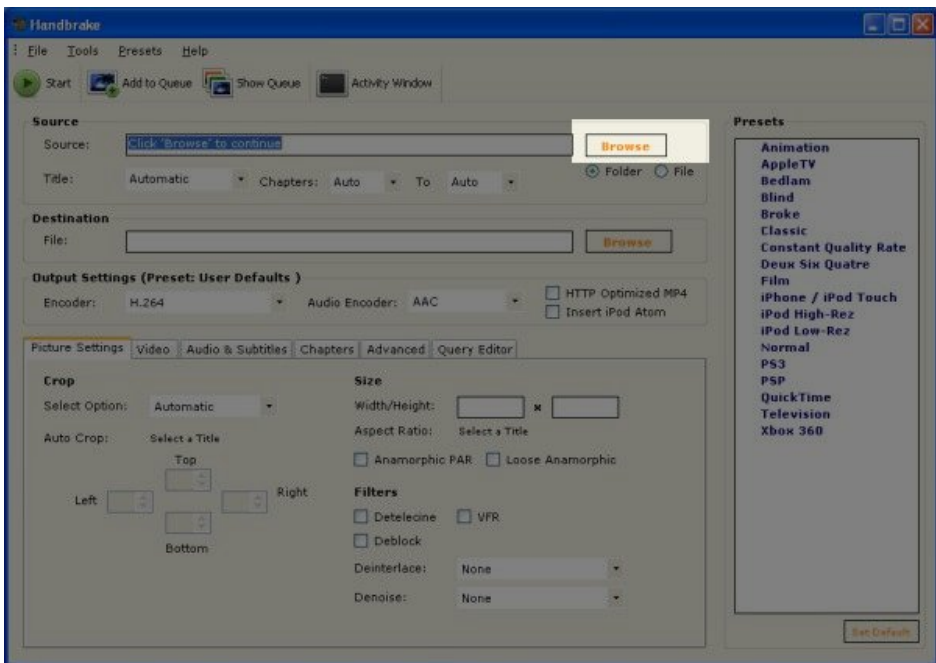 Handbrake
File Tools Presets Help
Start Add to Queue Show Queue Activity Window
Source
Source: Click 'Browse' to continue Browse
Title: Automatic Chapters: Auto To Auto Folder File
Destination
File: Browse
Output Settings (Preset: User Defaults )
Encoder: H.264 Audio Encoder: AAC HTTP Optimized MP4
Insert iPod Atom
Picture Settings Video Audio & Subtitles Chapters Advanced Query Editor
Crop
Select Option: Automatic
Auto Crop: Select a Title
Top
Left Right
Bottom
Size
Width/Height: x
Aspect Ratio: Select a Title
Anamorphic PAR Loose Anamorphic
Filters
Detelecine VFR
Deblock
Deinterlace: None
Denoise: None
Presets
Animation
AppleTV
Bedlam
Blind
Broke
Classic
Constant Quality Rate
Deux Six Quatre
Film
iPhone / iPod Touch
iPod High-Rez
iPod Low-Rez
Normal
PS3
PSP
QuickTime
Television
Xbox 360
Set Default